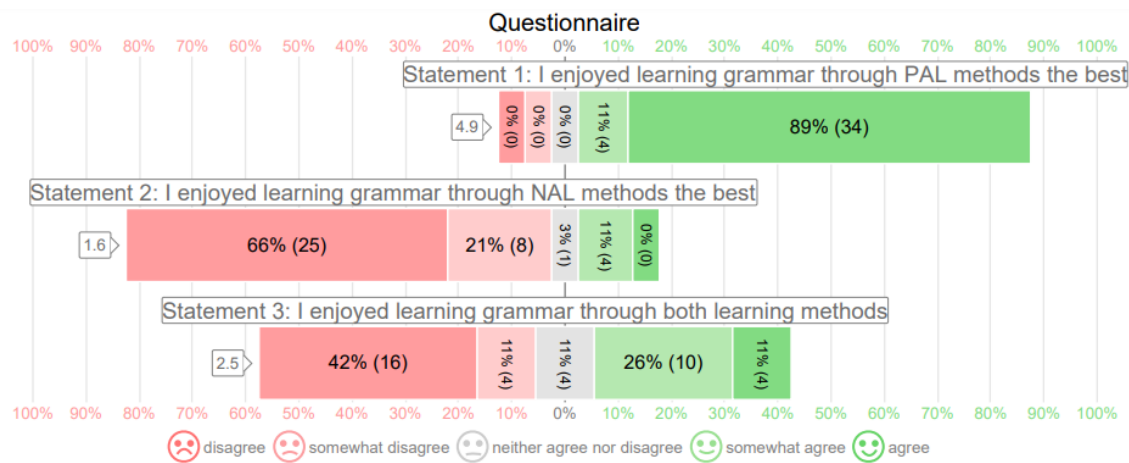 Questionnaire
100% 90% 80% 70% 60% 50% 40% 30% 20% 10% 0% 10% 20% 30% 40% 50% 60% 70% 80% 90% 100%
Statement 1: I enjoyed learning grammar through PAL methods the best
4.9 0% (0) 0% (0) 0% (0) 11% (4) 89% (34)
Statement 2: I enjoyed learning grammar through NAL methods the best
1.6 66% (25) 21% (8) 3% (1) 11% (4) 0% (0)
Statement 3: I enjoyed learning grammar through both learning methods
2.5 42% (16) 11% (4) 11% (4) 26% (10) 11% (4)
100% 90% 80% 70% 60% 50% 40% 30% 20% 10% 0% 10% 20% 30% 40% 50% 60% 70% 80% 90% 100%
disagree somewhat disagree neither agree nor disagree somewhat agree agree